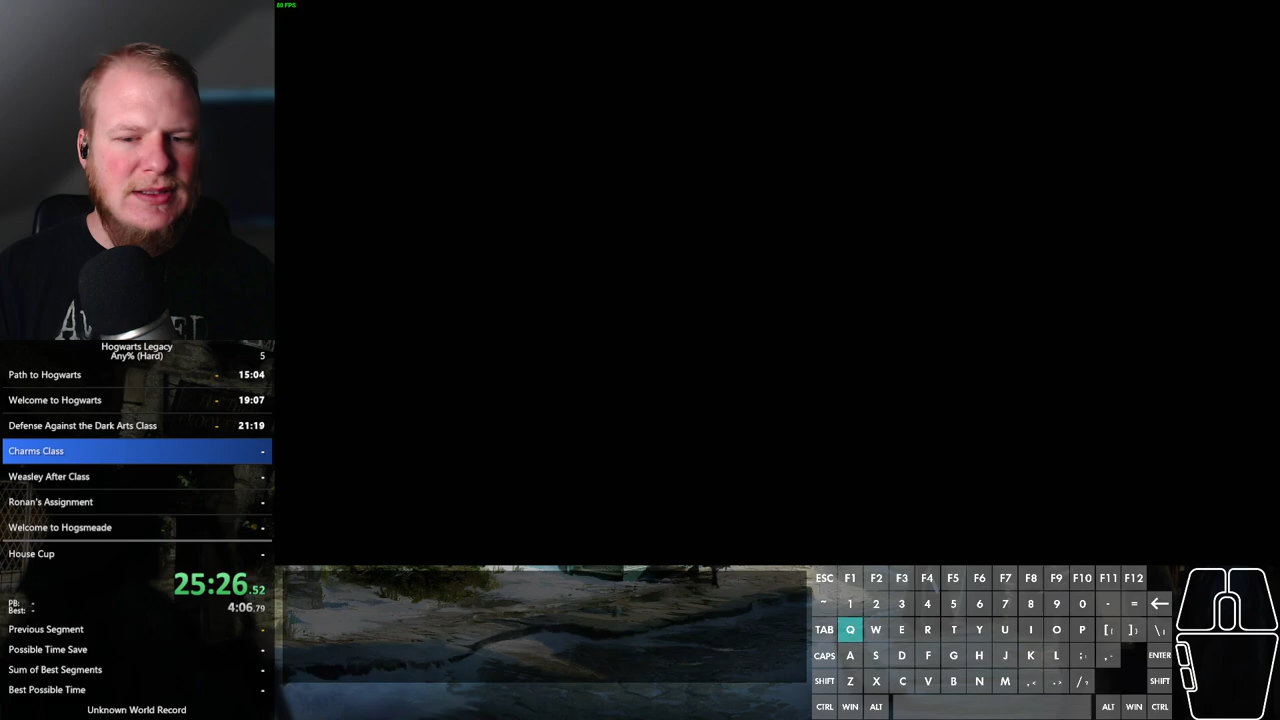 80 FPS
Hogwarts Legacy
Any% (Hard) 5
Path to Hogwarts - 15:04
Welcome to Hogwarts - 19:07
Defense Against the Dark Arts Class - 21:19
Charms Class -
Weasley After Class -
Ronan's Assignment -
Welcome to Hogsmeade -
House Cup -
25:26.52
PB: - 4:06.79
Best: -
Previous Segment -
Possible Time Save -
Sum of Best Segments -
Best Possible Time -
Unknown World Record
ESC F1 F2 F3 F4 F5 F6 F7 F8 F9 F10 F11 F12
~ 1 2 3 4 5 6 7 8 9 0 - = ←
TAB Q W E R T Y U I O P [{ ]} \|
CAPS A S D F G H J K L ;: ENTER
SHIFT Z X C V B N M ,< .> /? SHIFT
CTRL WIN ALT ALT WIN CTRL